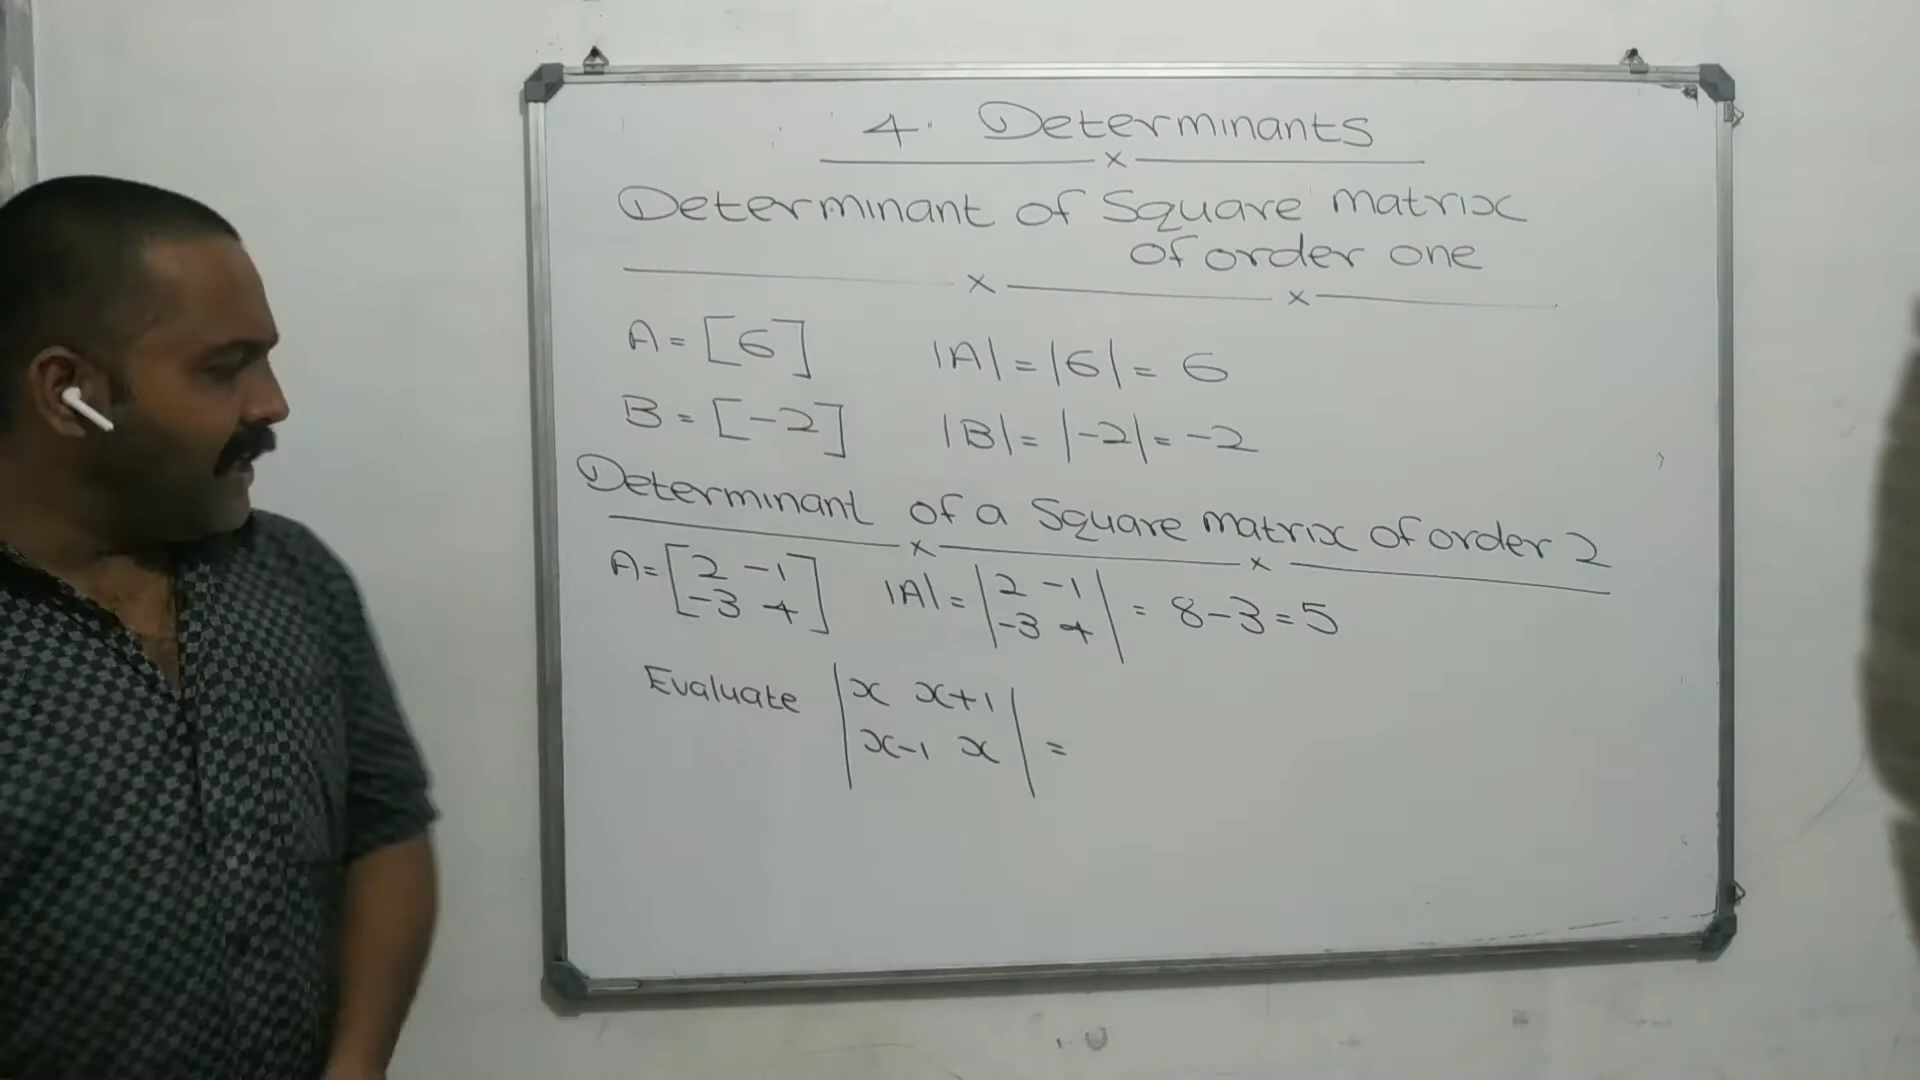 4. Determinants
Determinant of Square matrix
of order one
A = [6] |A| = |6| = 6
B = [-2] |B| = |-2| = -2
Determinant of a Square matrix of order 2
A = [2 -1 |A| = |2 -1| = 8-3=5
-3 4] |-3 4|
Evaluate |x x+1|
|x-1 x| =